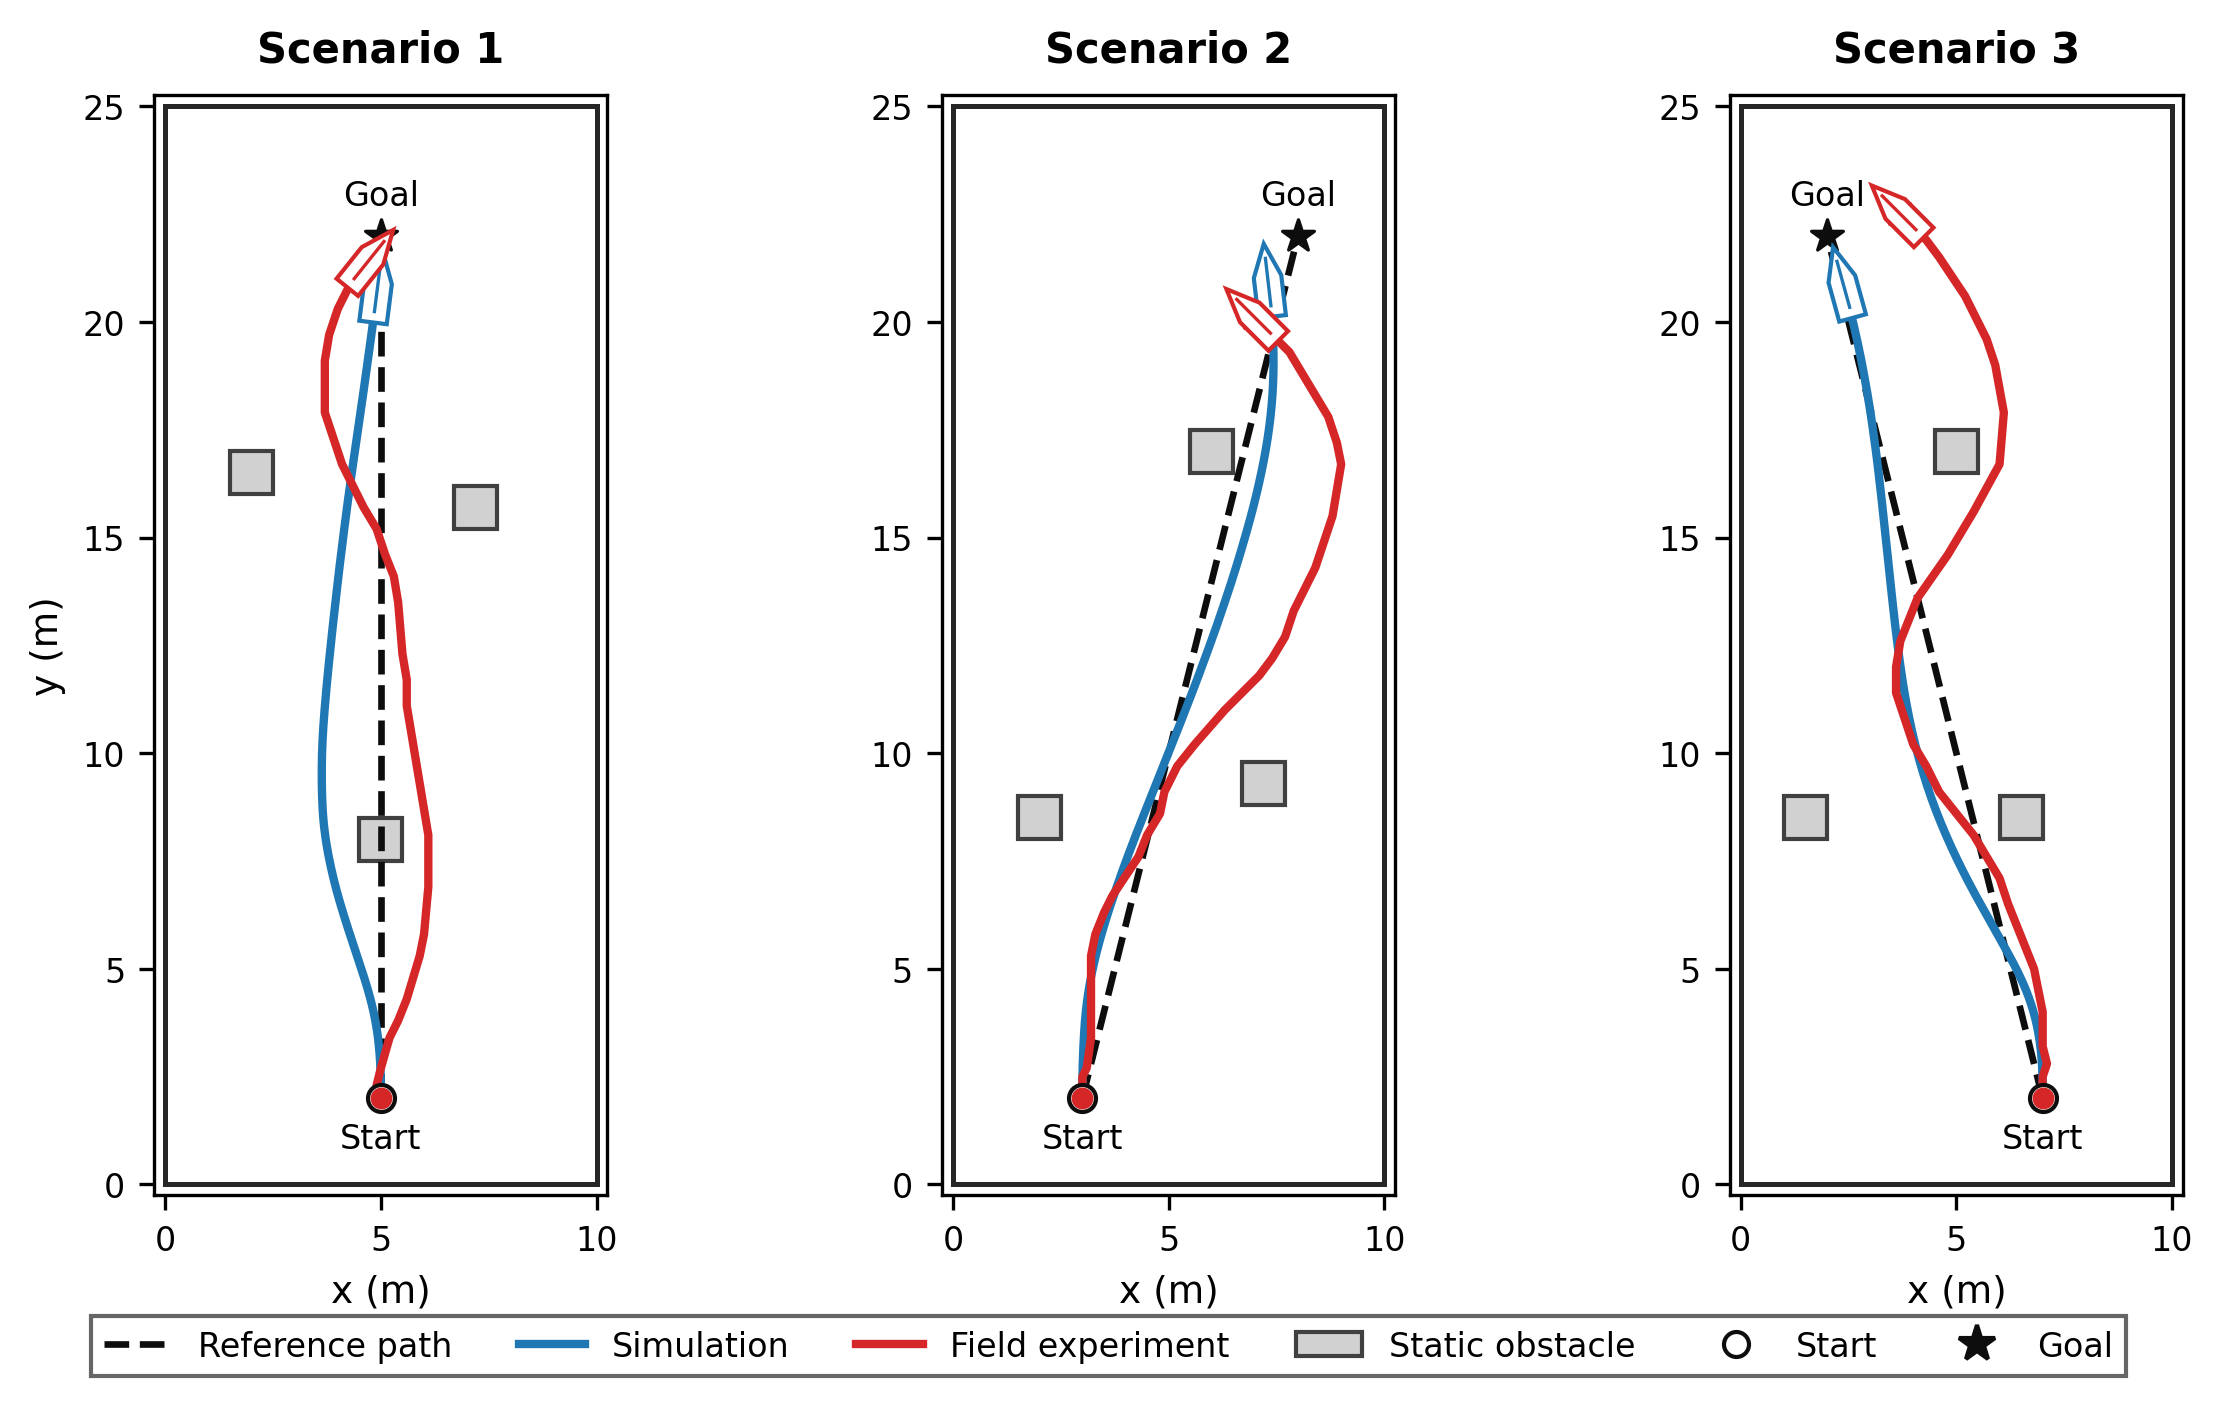 Scenario 1
Scenario 2
Scenario 3
y (m)
25
20
15
10
5
0
Goal
Start
0
5
10
x (m)
25
20
15
10
5
0
Goal
Start
0
5
10
x (m)
25
20
15
10
5
0
Goal
Start
0
5
10
x (m)
Reference path
Simulation
Field experiment
Static obstacle
Start
Goal